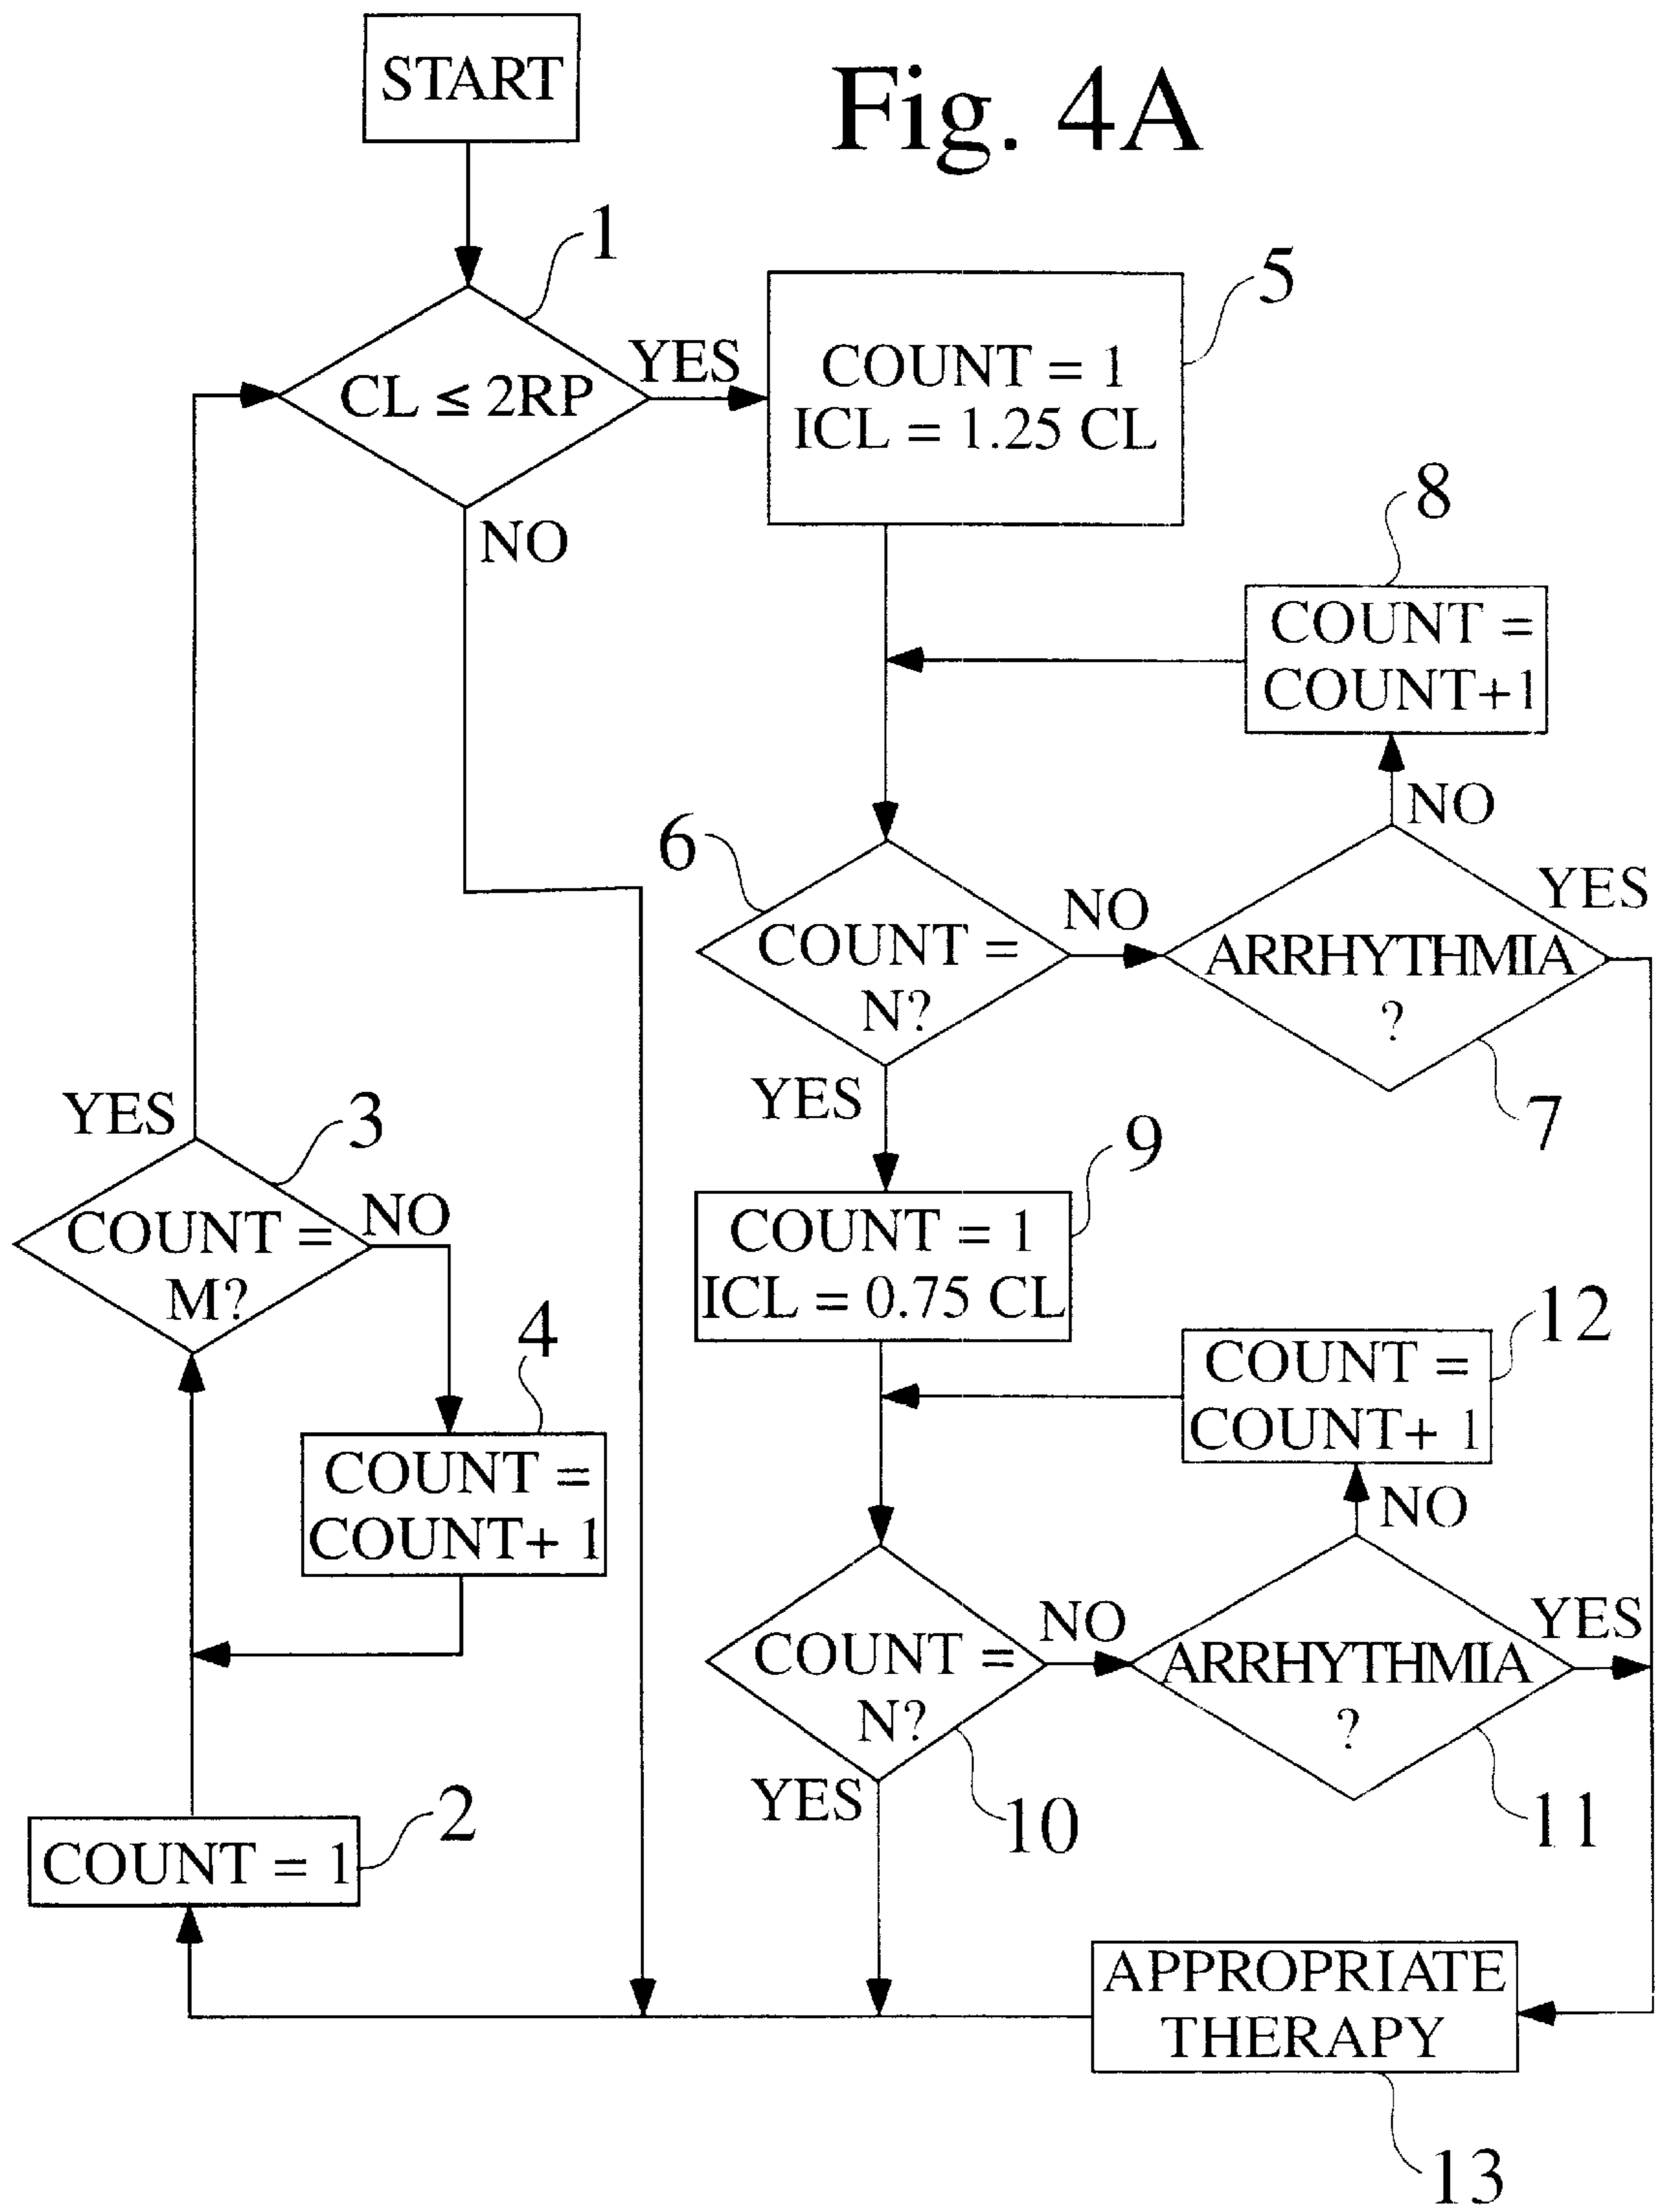 START
Fig. 4A
1
CL ≤ 2RP
YES
NO
5
COUNT = 1
ICL = 1.25 CL
8
COUNT =
COUNT+1
NO
6
COUNT =
N?
NO
YES
ARRHYTHMIA
?
YES
7
YES
3
COUNT =
M?
NO
4
COUNT =
COUNT+ 1
9
COUNT = 1
ICL = 0.75 CL
12
COUNT =
COUNT+ 1
NO
COUNT =
N?
NO
YES
10
ARRHYTHMIA
?
YES
11
2
COUNT = 1
APPROPRIATE
THERAPY
13